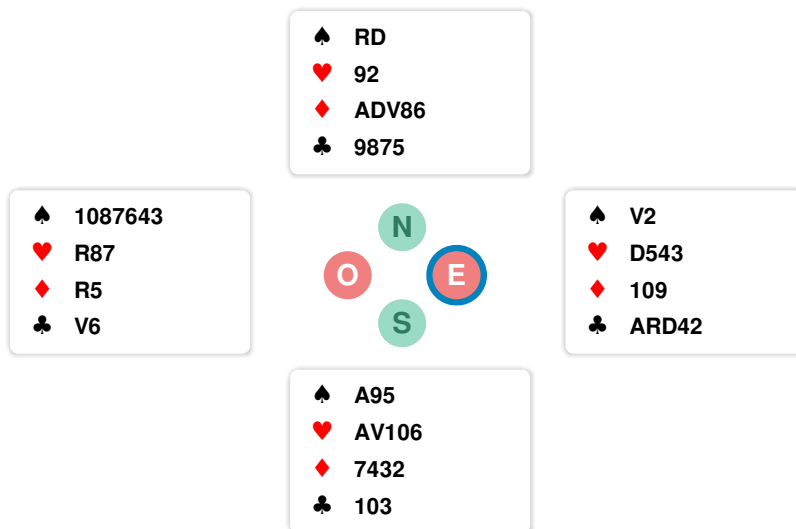 ♠ RD
♥ 92
♦ ADV86
♣ 9875
♠ 1087643
♥ R87
♦ R5
♣ V6
N
O
E
S
♠ V2
♥ D543
♦ 109
♣ ARD42
♠ A95
♥ AV106
♦ 7432
♣ 103